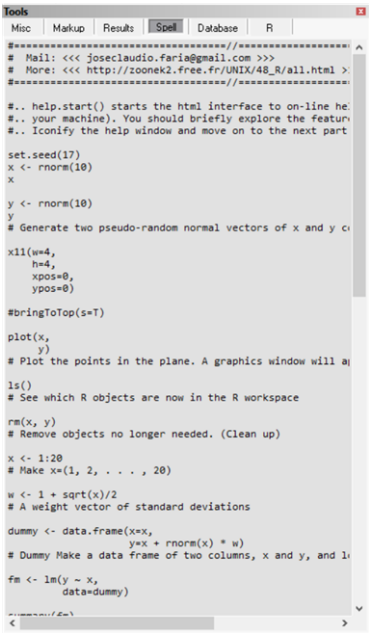 Tools
Misc Markup Results Spell Database R
#===========================//==================
#  Mail: <<< joseclaudio.faria@gmail.com >>>
#  More: <<< http://zoonek2.free.fr/UNIX/48_R/all.html >
#===========================//==================
#.. help.start() starts the html interface to on-line
#.. your machine). You should briefly explore the
#.. Iconify the help window and move on to the next part
set.seed(17)
x <- rnorm(10)
x
y <- rnorm(10)
y
# Generate two pseudo-random normal vectors of x and y
x11(w=4,
    h=4,
    xpos=0,
    ypos=0)
#bringToTop(s=T)
plot(x,
     y)
# Plot the points in the plane. A graphics window will
ls()
# See which R objects are now in the R workspace
rm(x, y)
# Remove objects no longer needed. (Clean up)
x <- 1:20
# Make x=(1, 2, . . . , 20)
w <- 1 + sqrt(x)/2
# A weight vector of standard deviations
dummy <- data.frame(x=x,
                    y=x + rnorm(x) * w)
# Dummy Make a data frame of two columns, x and y, and
fm <- lm(y ~ x,
         data=dummy)
summary(fm)